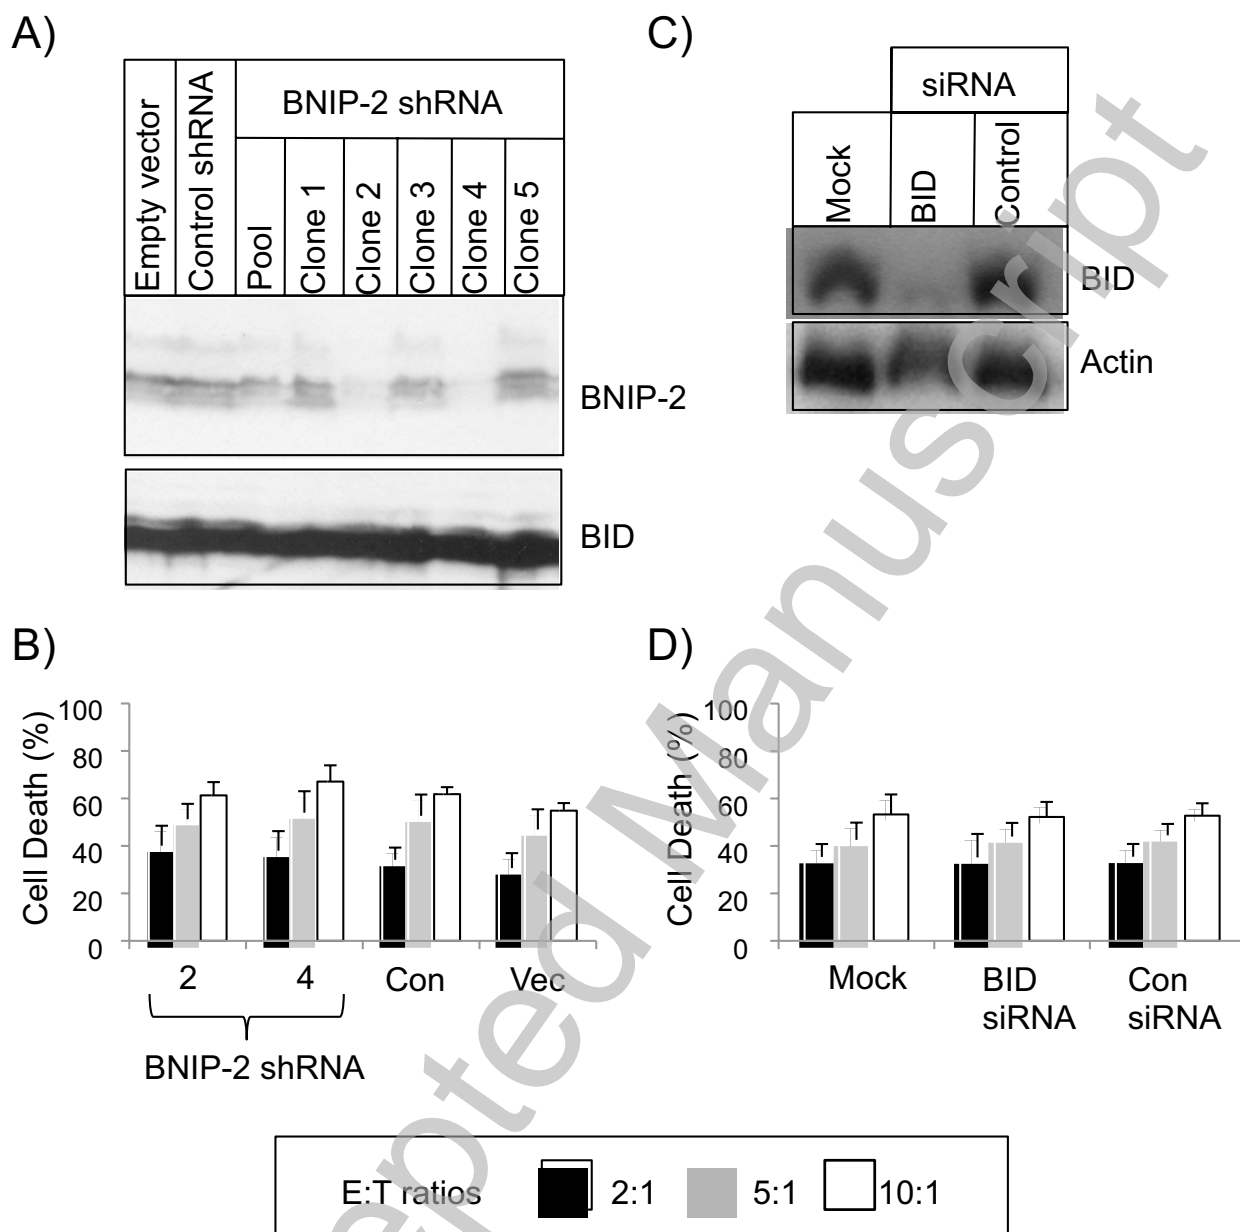 A)
Empty vector
Control shRNA
BNIP-2 shRNA
Pool
Clone 1
Clone 2
Clone 3
Clone 4
Clone 5
BNIP-2
BID
C)
siRNA
Mock
BID
Control
BID
Actin
B)
Cell Death (%)
100
80
60
40
20
0
2
4
Con
Vec
BNIP-2 shRNA
D)
Cell Death (%)
100
80
60
40
20
0
Mock
BID
siRNA
Con
siRNA
E:T ratios
2:1
5:1
10:1
epted Manuscript